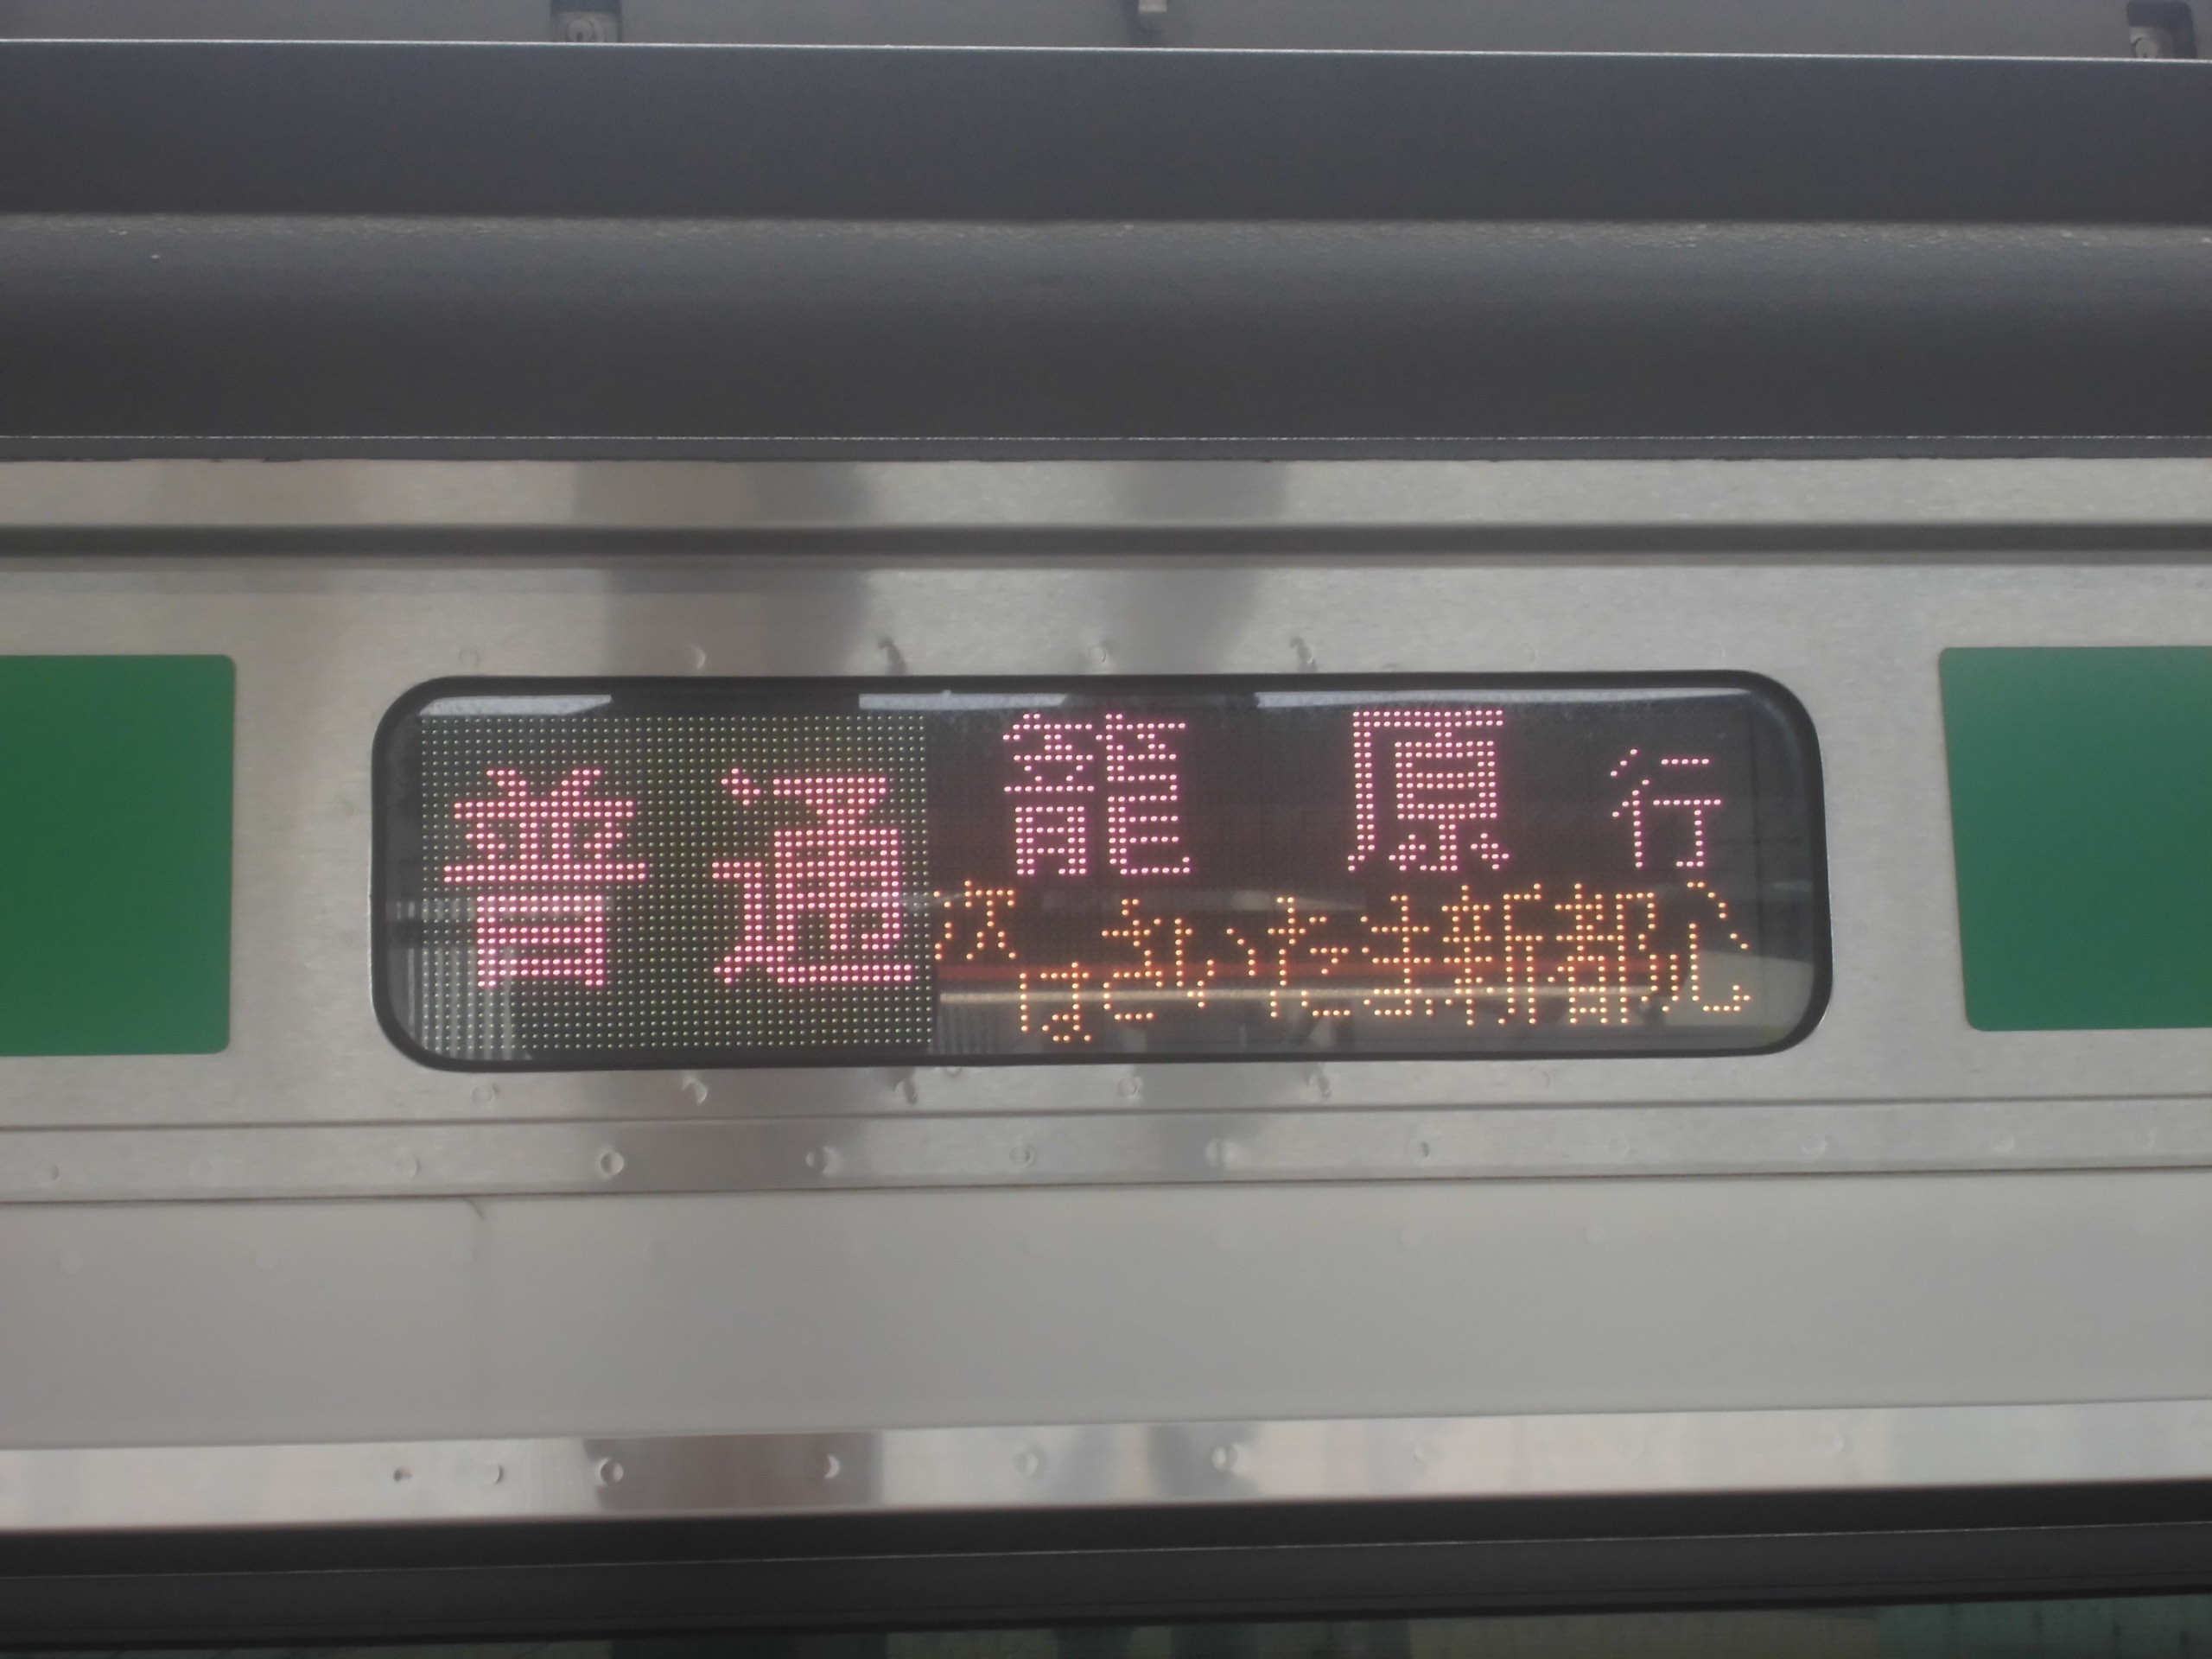 普通 籠原行
次はさいたま新都心